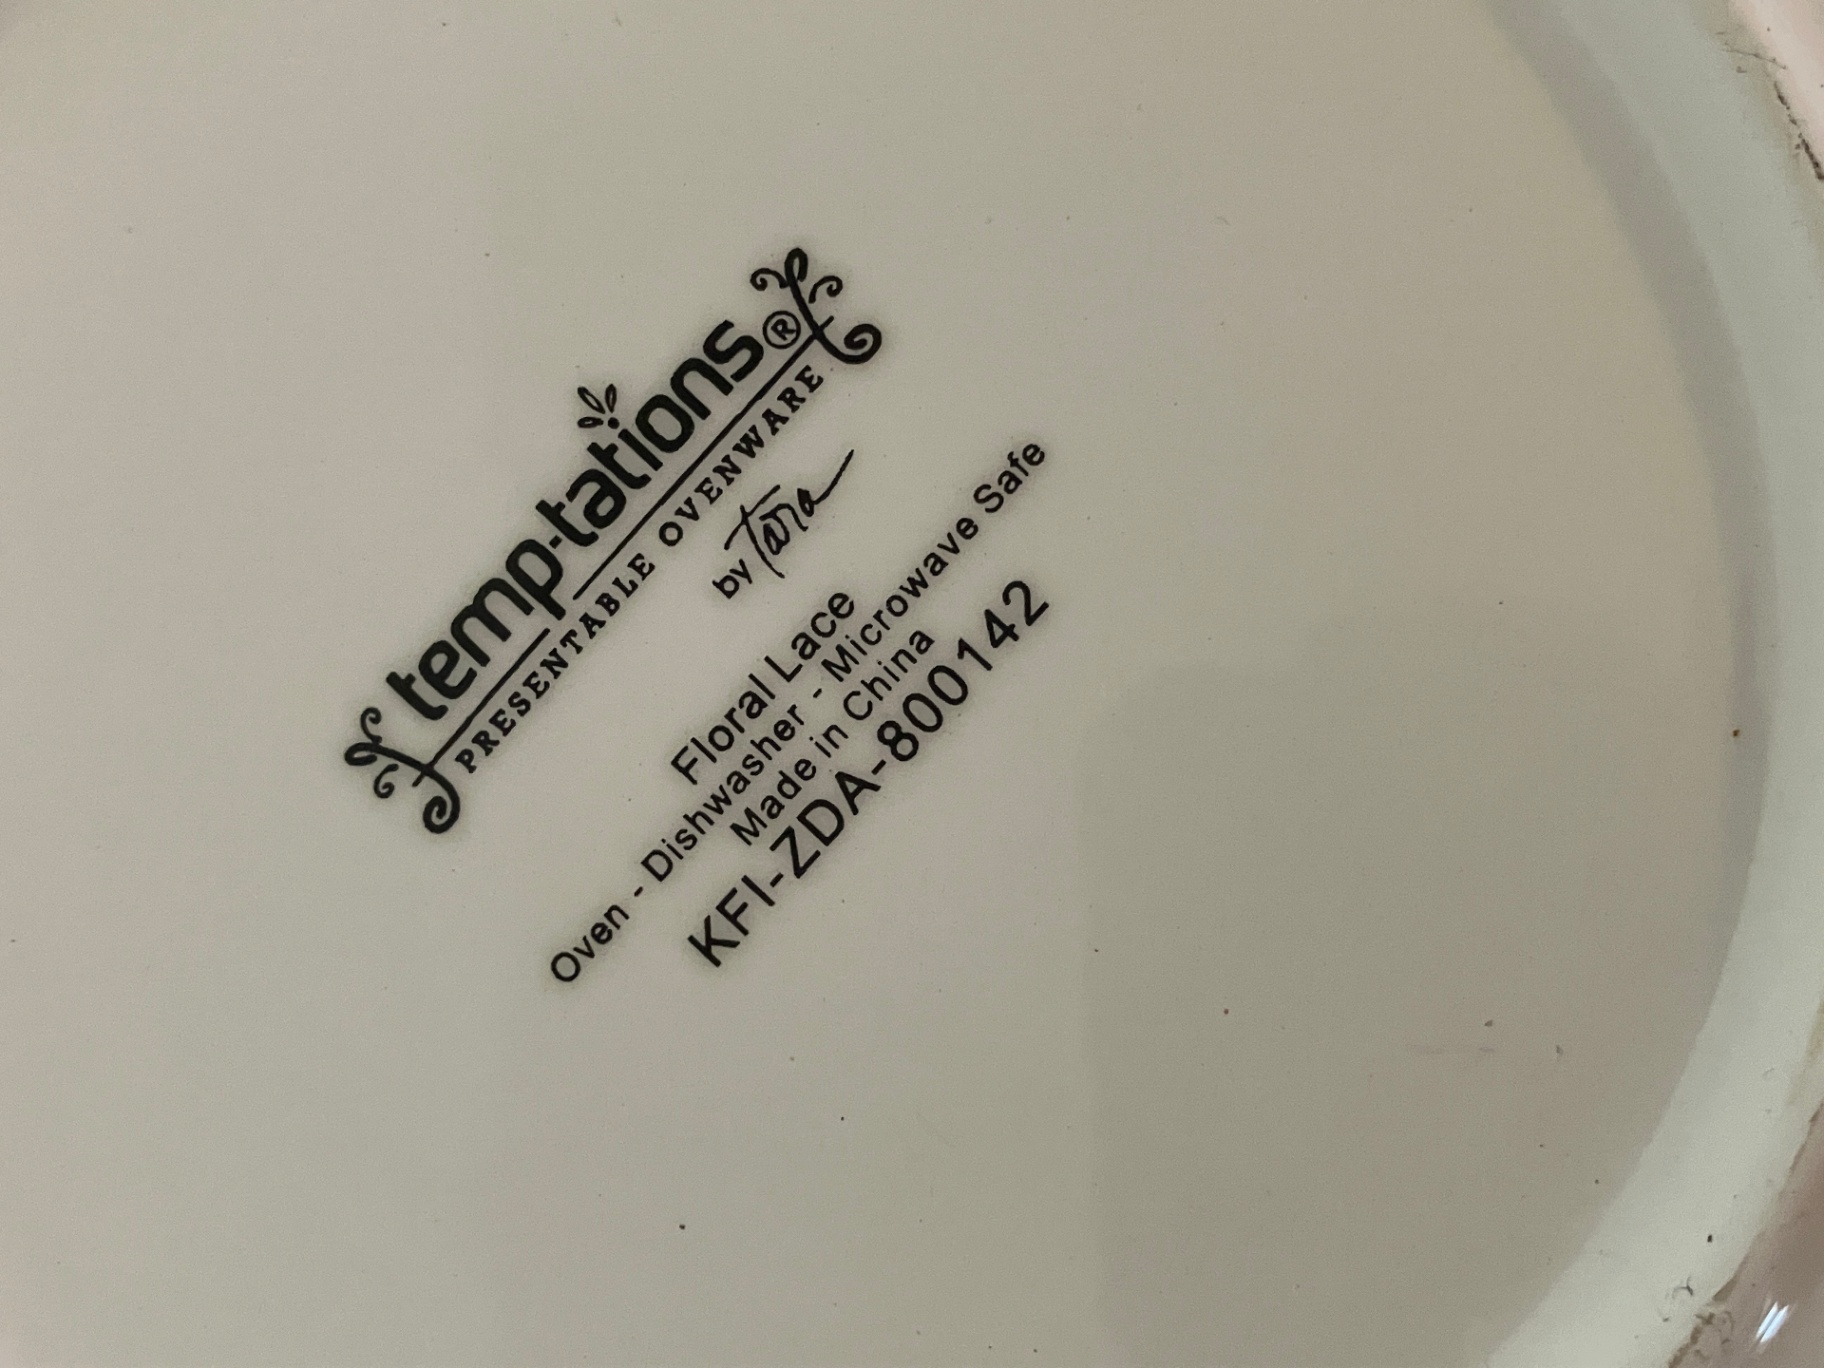 temp-tations®
PRESENTABLE OVENWARE
by Tara
Floral Lace
Oven - Dishwasher - Microwave Safe
Made in China
KFI-ZDA-800142